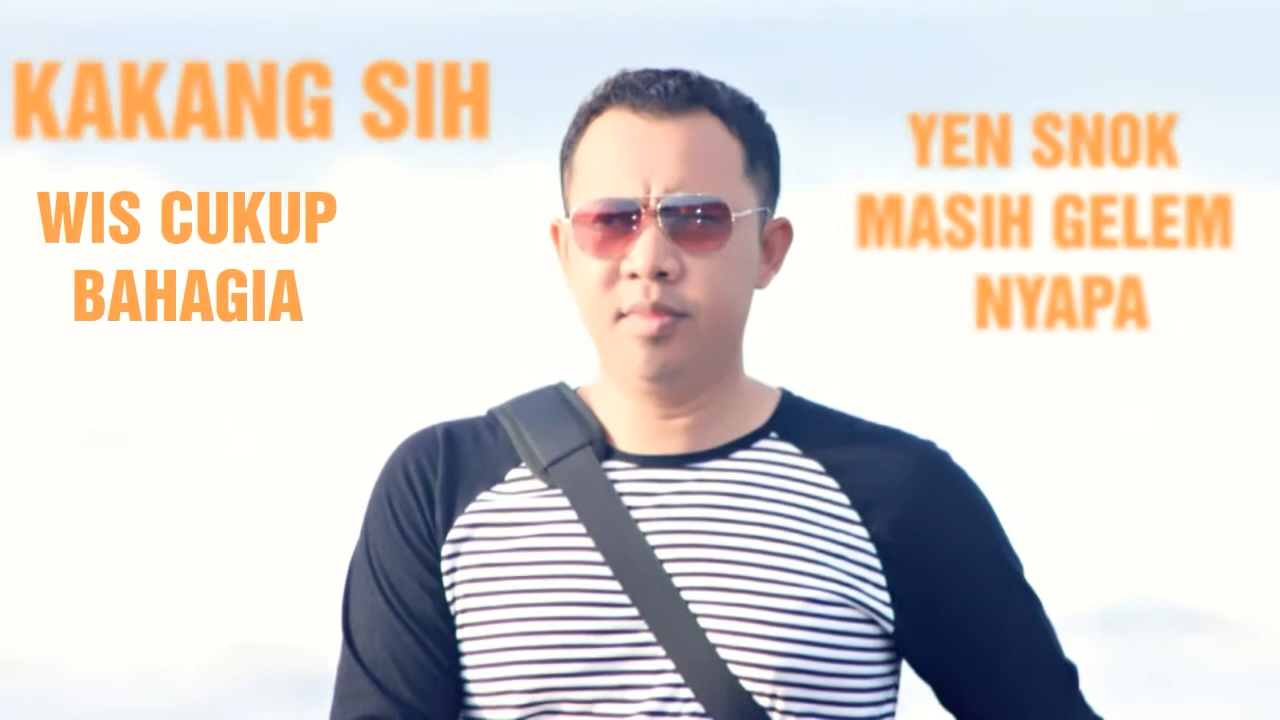 KAKANG SIH
WIS CUKUP
BAHAGIA
YEN SNOK
MASIH GELEM
NYAPA